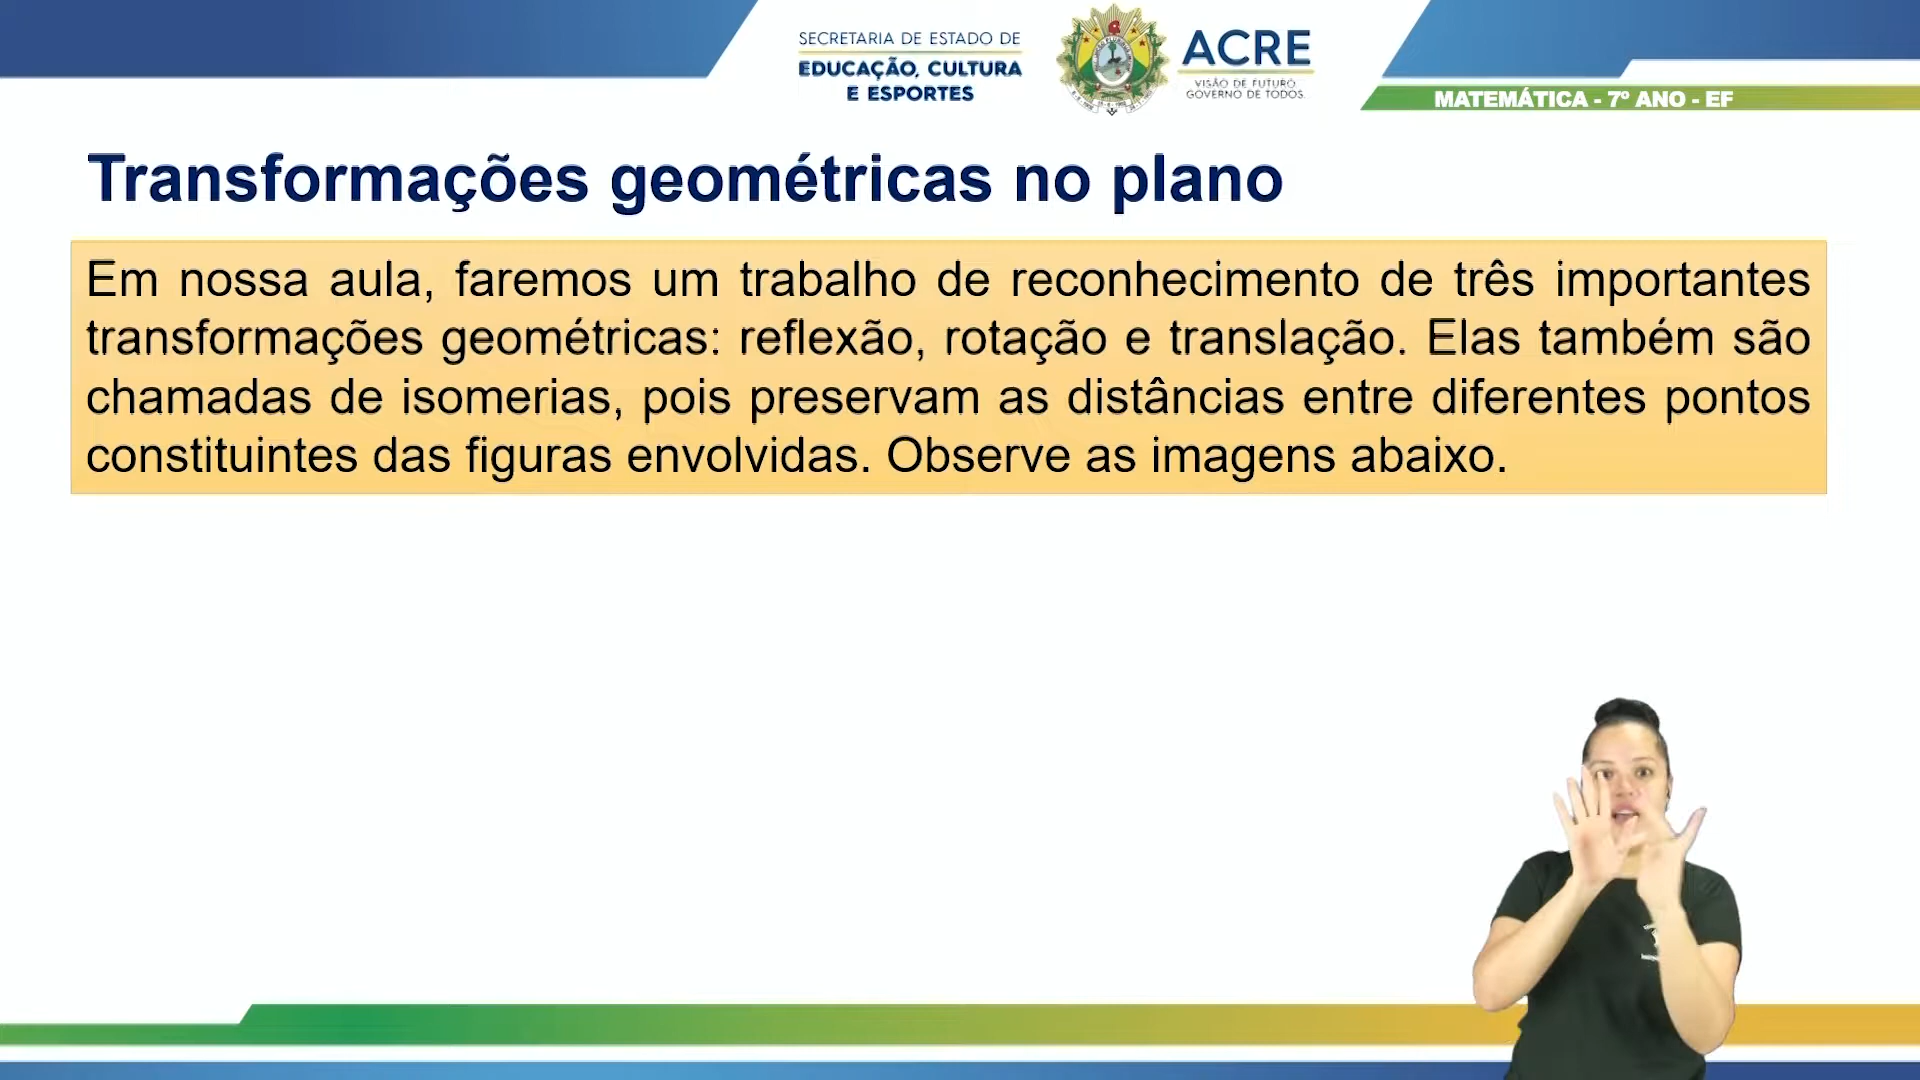 SECRETARIA DE ESTADO DE
EDUCAÇÃO, CULTURA
E ESPORTES
ACRE
VISÃO DE FUTURO
GOVERNO DE TODOS.
MATEMÁTICA - 7º ANO - EF
Transformações geométricas no plano
Em nossa aula, faremos um trabalho de reconhecimento de três importantes
transformações geométricas: reflexão, rotação e translação. Elas também são
chamadas de isomerias, pois preservam as distâncias entre diferentes pontos
constituintes das figuras envolvidas. Observe as imagens abaixo.